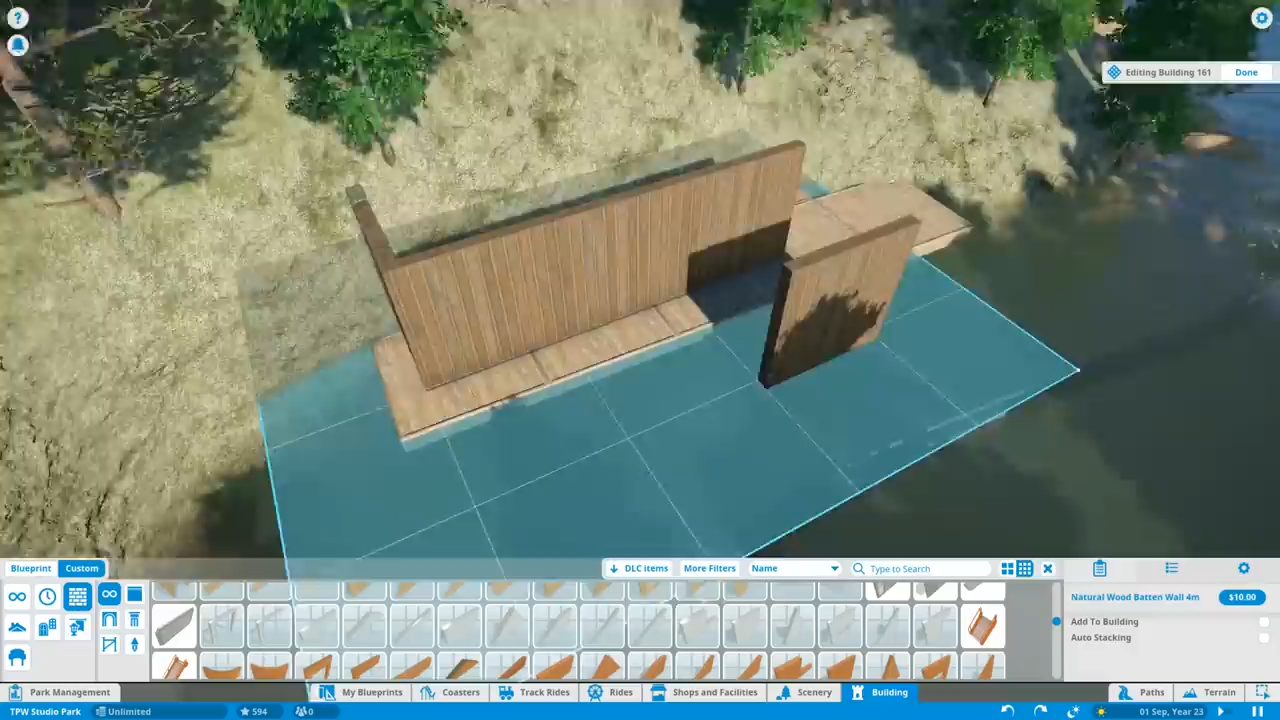 ?
Editing Building 161 Done
Blueprint Custom
DLC items More Filters Name Type to Search
Natural Wood Batten Wall 4m $10.00
Add To Building
Auto Stacking
Park Management My Blueprints Coasters Track Rides Rides Shops and Facilities Scenery Building Paths Terrain
TPW Studio Park Unlimited 594 0 01 Sep, Year 23